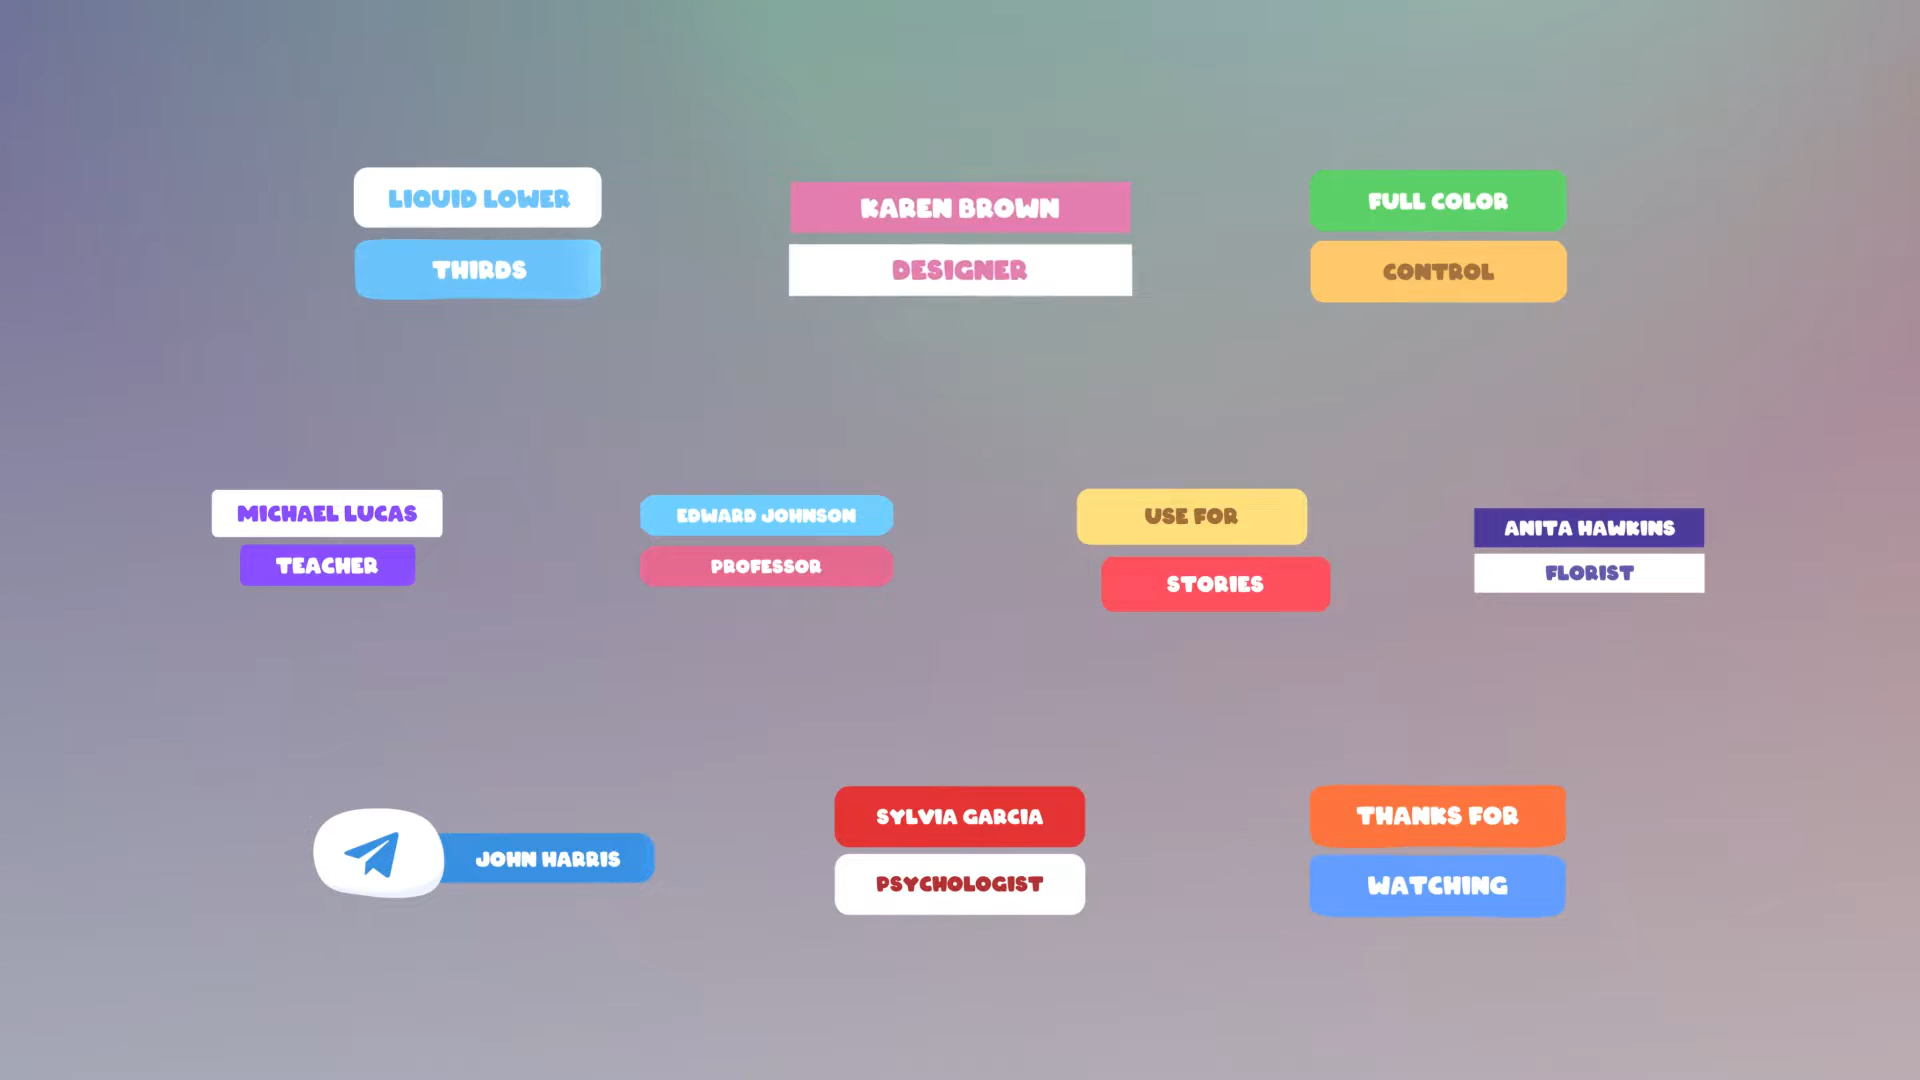 LIQUID LOWER
THIRDS
KAREN BROWN
DESIGNER
FULL COLOR
CONTROL
MICHAEL LUCAS
TEACHER
EDWARD JOHNSON
PROFESSOR
USE FOR
STORIES
ANITA HAWKINS
FLORIST
JOHN HARRIS
SYLVIA GARCIA
PSYCHOLOGIST
THANKS FOR
WATCHING